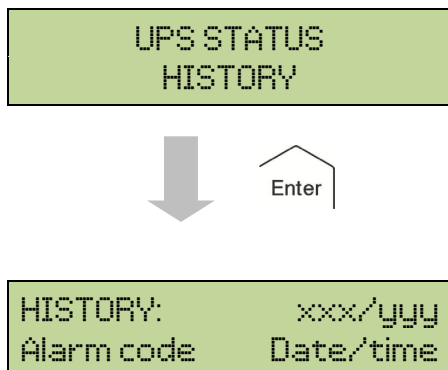 UPS STATUS
HISTORY
Enter
HISTORY: xxx/yyy
Alarm code Date/time